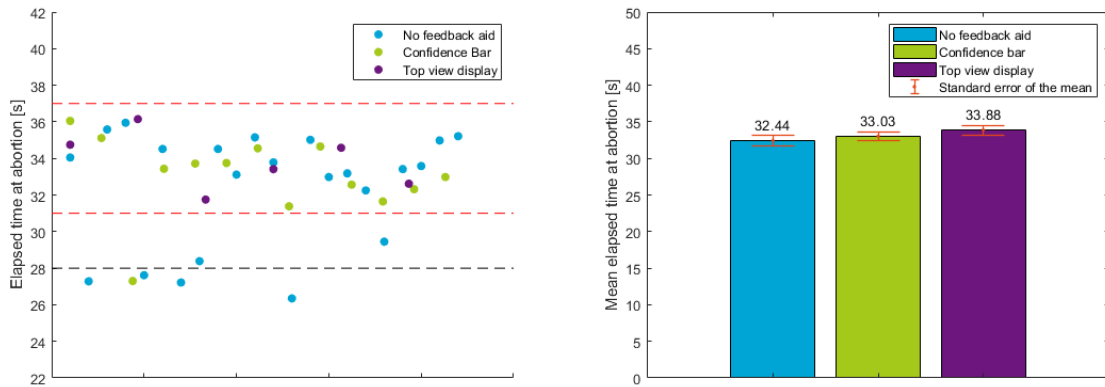 Elapsed time at abortion [s]
42
40
38
36
34
32
30
28
26
24
22
No feedback aid
Confidence Bar
Top view display
Mean elapsed time at abortion [s]
50
45
40
35
30
25
20
15
10
5
0
No feedback aid
Confidence bar
Top view display
Standard error of the mean
32.44
33.03
33.88